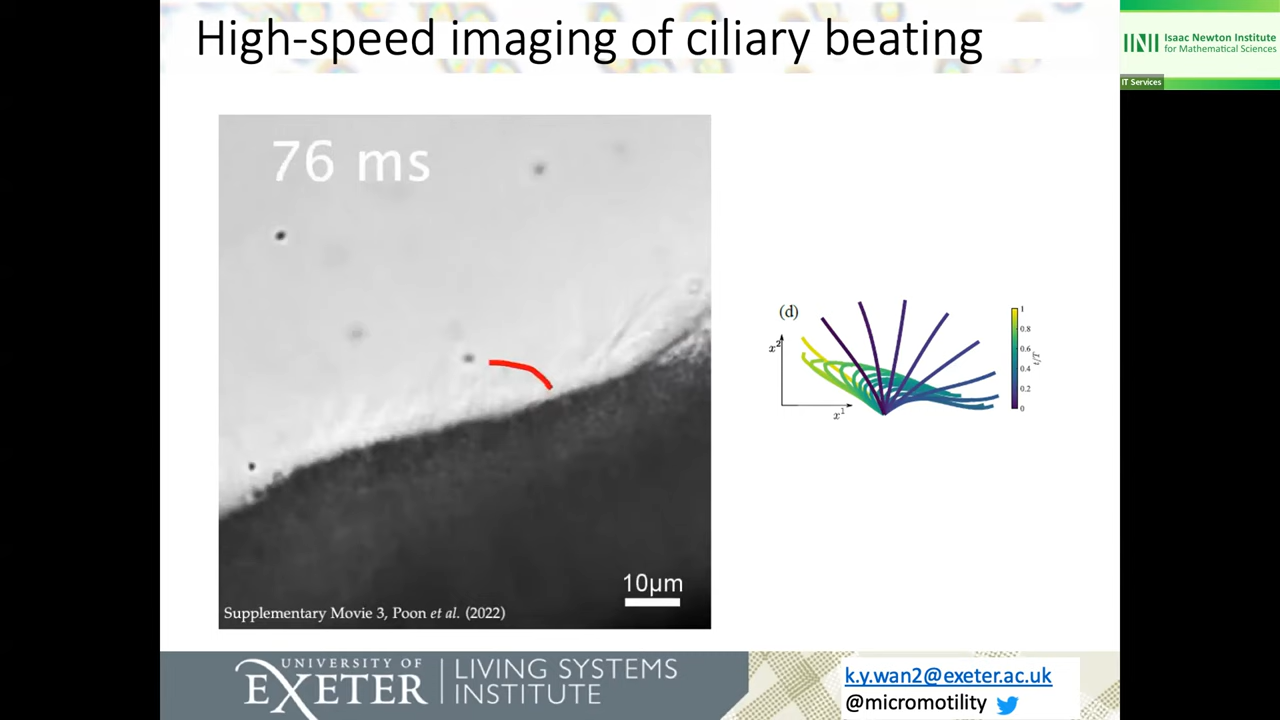 High-speed imaging of ciliary beating
Isaac Newton Institute
for Mathematical Sciences
IT Services
76 ms
(d)
x²
x¹
1
0.8
0.6
0.4
0.2
0
t/T
10μm
Supplementary Movie 3, Poon et al. (2022)
UNIVERSITY OF
EXETER
LIVING SYSTEMS
INSTITUTE
k.y.wan2@exeter.ac.uk
@micromotility